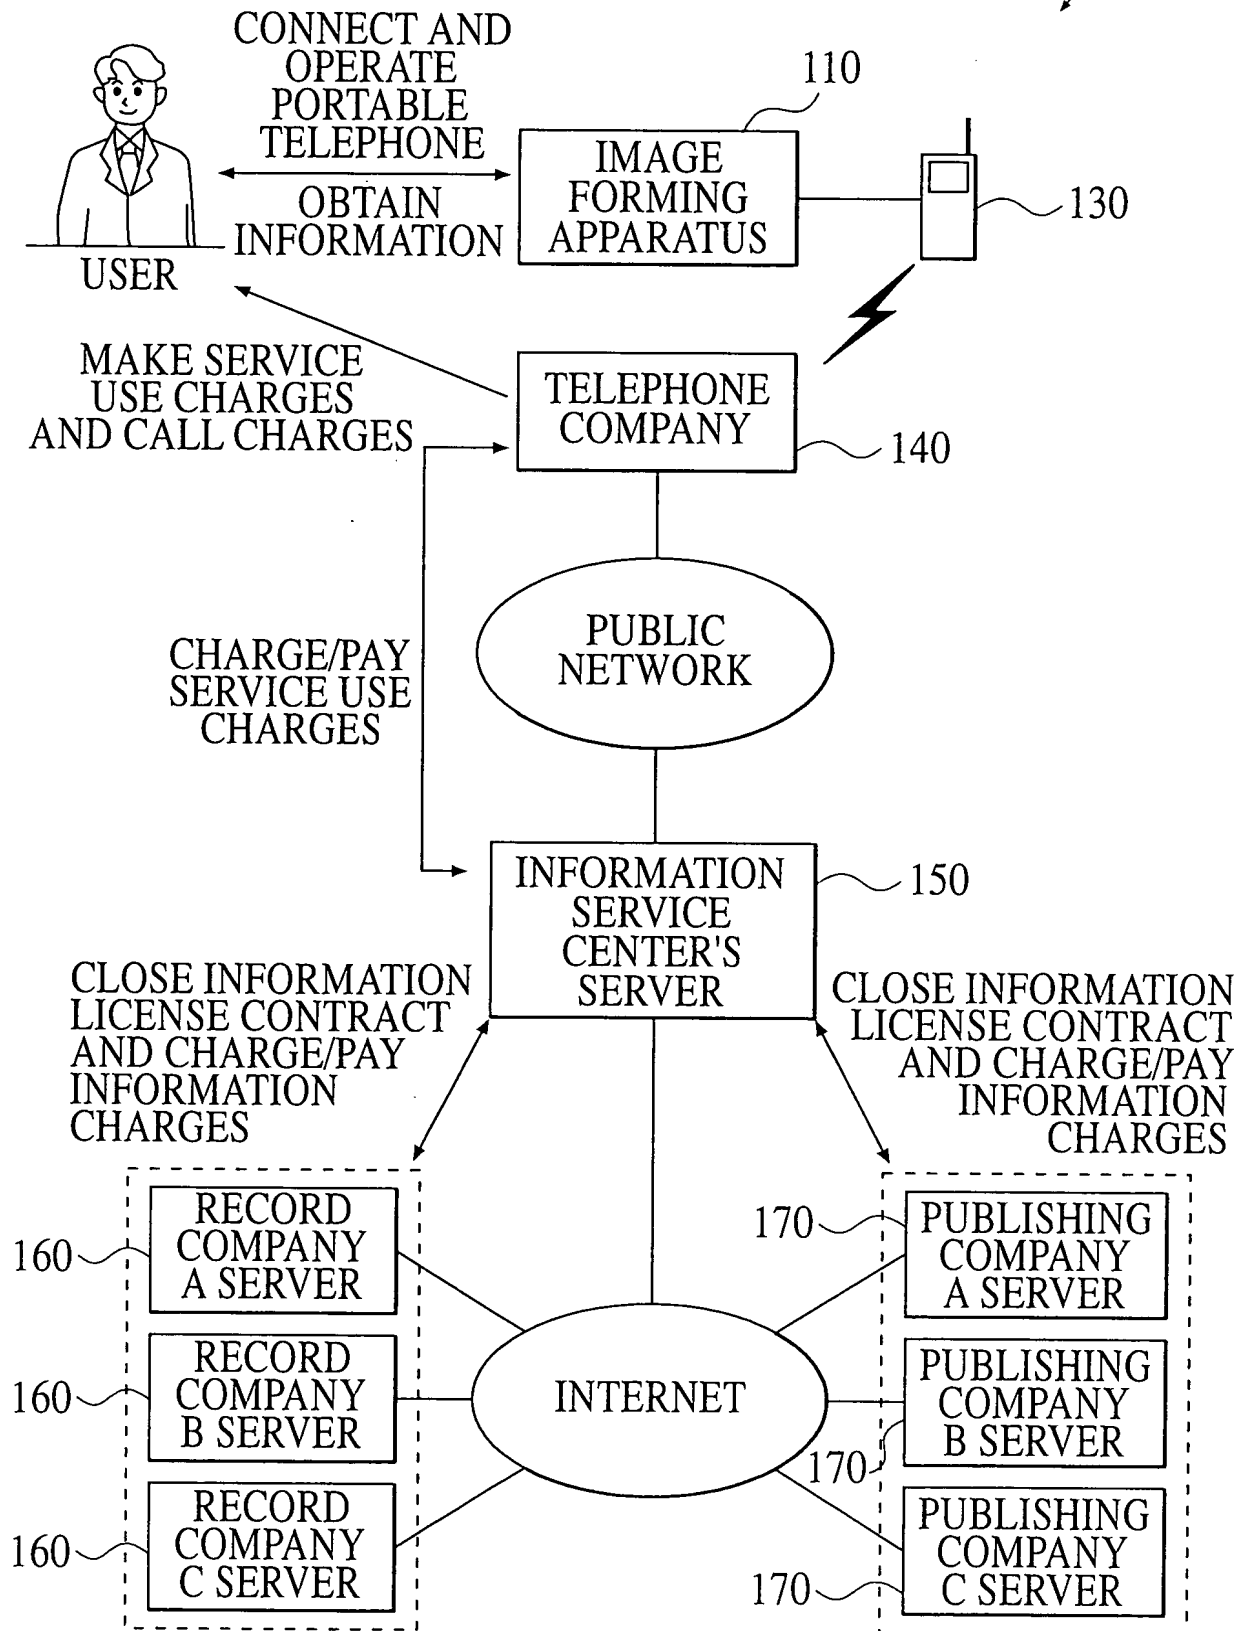 CONNECT AND
OPERATE
PORTABLE
TELEPHONE
OBTAIN
INFORMATION
USER
110
IMAGE
FORMING
APPARATUS
130
MAKE SERVICE
USE CHARGES
AND CALL CHARGES
TELEPHONE
COMPANY
140
PUBLIC
NETWORK
CHARGE/PAY
SERVICE USE
CHARGES
INFORMATION
SERVICE
CENTER'S
SERVER
150
CLOSE INFORMATION
LICENSE CONTRACT
AND CHARGE/PAY
INFORMATION
CHARGES
CLOSE INFORMATION
LICENSE CONTRACT
AND CHARGE/PAY
INFORMATION
CHARGES
160
RECORD
COMPANY
A SERVER
160
RECORD
COMPANY
B SERVER
160
RECORD
COMPANY
C SERVER
INTERNET
170
PUBLISHING
COMPANY
A SERVER
170
PUBLISHING
COMPANY
B SERVER
170
PUBLISHING
COMPANY
C SERVER